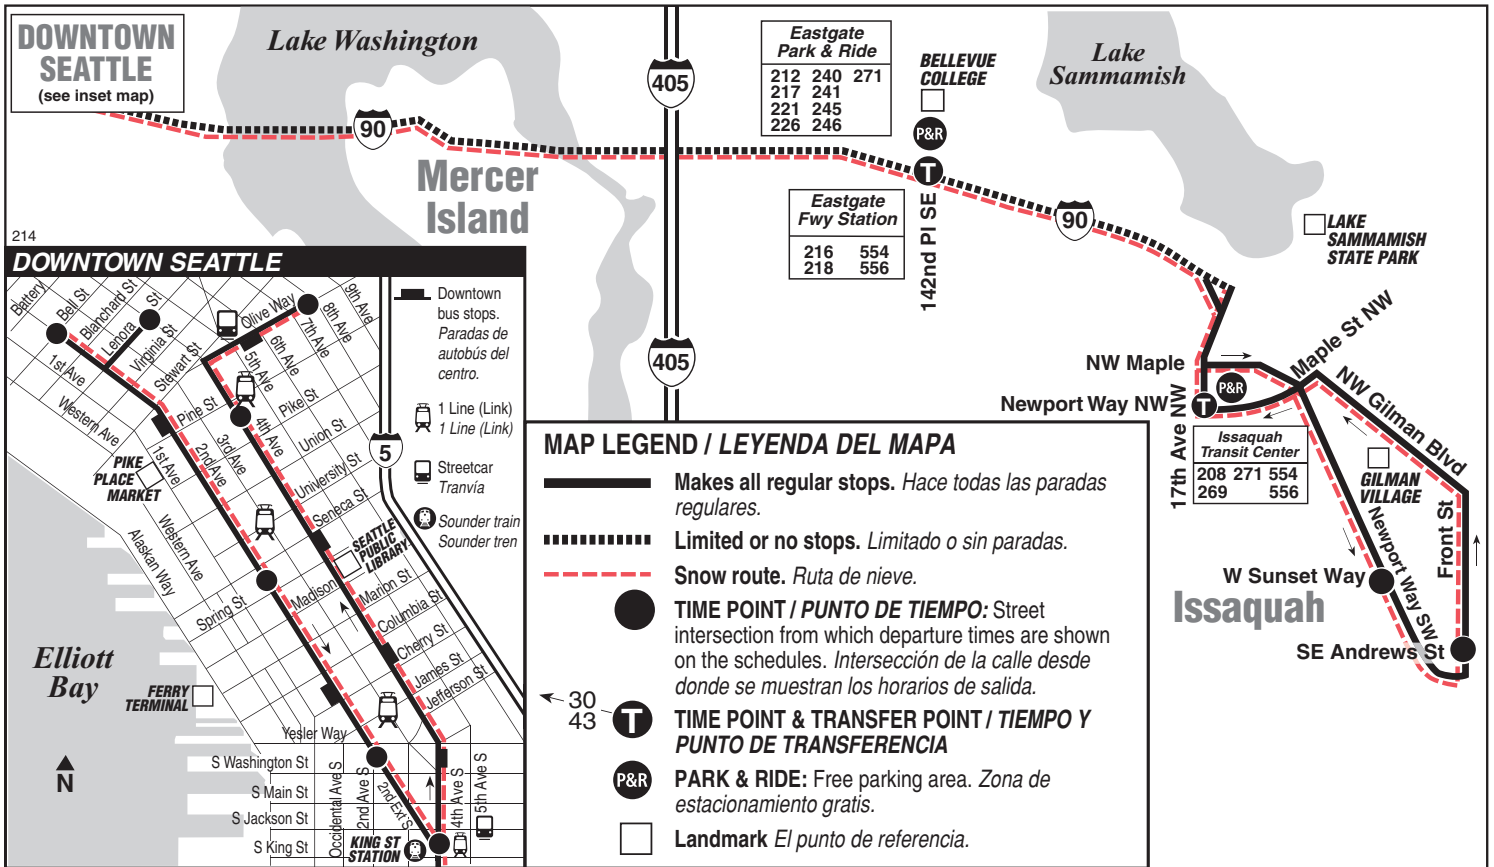 DOWNTOWN
SEATTLE
(see inset map)
Lake Washington
90
Mercer
Island
405
Eastgate
Park & Ride
212 240 271
217 241
221 245
226 246
BELLEVUE
COLLEGE
P&R
T
Lake
Sammamish
Eastgate
Fwy Station
216 554
218 556
142nd Pl SE
90
LAKE
SAMMAMISH
STATE PARK
405
NW Maple
Newport Way NW
17th Ave NW
P&R
T
Maple St NW
NW Gilman Blvd
Issaquah
Transit Center
208 271 554
269 556
GILMAN
VILLAGE
Newport Way SW
Front St
W Sunset Way
Issaquah
SE Andrews St
214
DOWNTOWN SEATTLE
Battery
Bell St
Blanchard St
Lenora St
Virginia St
Stewart St
Olive Way
9th Ave
8th Ave
7th Ave
6th Ave
5th Ave
4th Ave
3rd Ave
2nd Ave
1st Ave
1st Ave
Western Ave
Western Ave
Alaskan Way
Pine St
Pike St
Union St
University St
Seneca St
Spring St
Madison
Marion St
Columbia St
Cherry St
James St
Jefferson St
Yesler Way
S Washington St
S Main St
S Jackson St
S King St
Occidental Ave S
2nd Ave S
2nd Ext S
4th Ave S
5th Ave S
PIKE
PLACE
MARKET
SEATTLE
PUBLIC
LIBRARY
FERRY
TERMINAL
KING ST
STATION
Elliott
Bay
N
5
Downtown
bus stops.
Paradas de
autobús del
centro.
1 Line (Link)
1 Line (Link)
Streetcar
Tranvía
Sounder train
Sounder tren
MAP LEGEND / LEYENDA DEL MAPA
Makes all regular stops. Hace todas las paradas
regulares.
Limited or no stops. Limitado o sin paradas.
Snow route. Ruta de nieve.
TIME POINT / PUNTO DE TIEMPO: Street
intersection from which departure times are shown
on the schedules. Intersección de la calle desde
donde se muestran los horarios de salida.
30
43
T
TIME POINT & TRANSFER POINT / TIEMPO Y
PUNTO DE TRANSFERENCIA
P&R
PARK & RIDE: Free parking area. Zona de
estacionamiento gratis.
Landmark El punto de referencia.